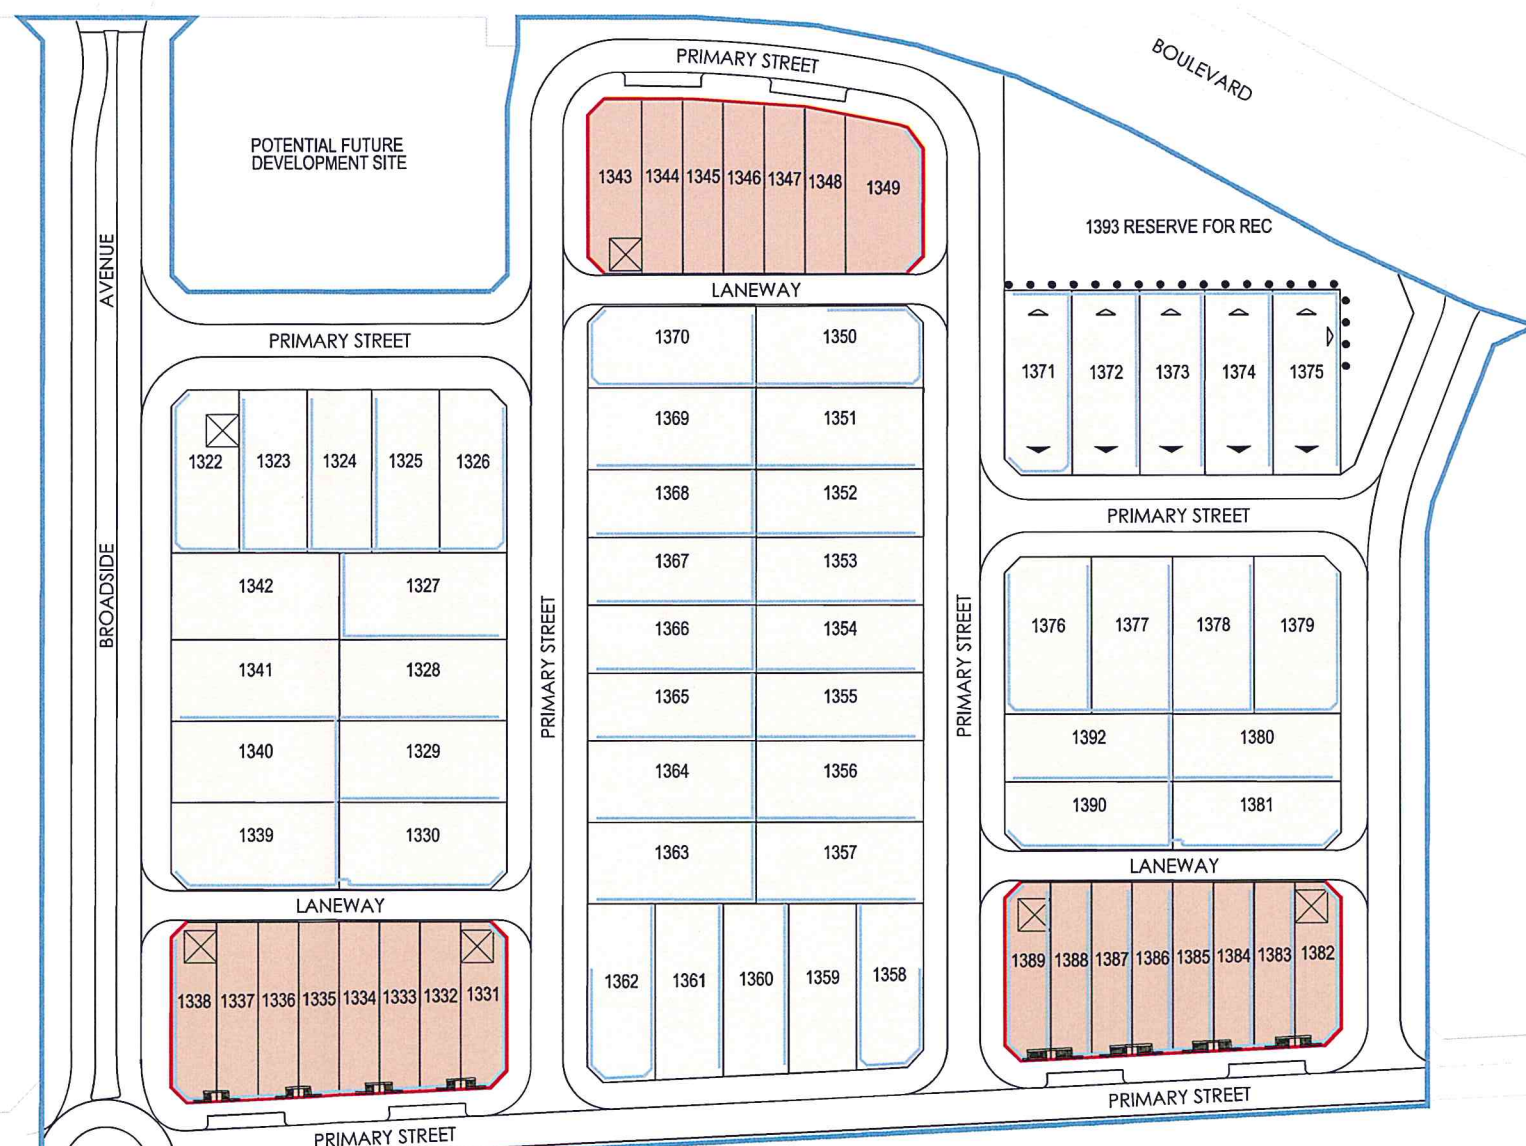 PRIMARY STREET
BOULEVARD
POTENTIAL FUTURE
DEVELOPMENT SITE
1343 1344 1345 1346 1347 1348 1349
1393 RESERVE FOR REC
AVENUE
LANEWAY
PRIMARY STREET
1370 1350
1371 1372 1373 1374 1375
1369 1351
1322 1323 1324 1325 1326
1368 1352
PRIMARY STREET
BROADSIDE
1367 1353
1342 1327
1366 1354
1376 1377 1378 1379
PRIMARY STREET
PRIMARY STREET
1341 1328
1365 1355
1392 1380
1340 1329
1364 1356
1390 1381
1339 1330
1363 1357
LANEWAY
LANEWAY
1389 1388 1387 1386 1385 1384 1383 1382
1362 1361 1360 1359 1358
1338 1337 1336 1335 1334 1333 1332 1331
PRIMARY STREET
PRIMARY STREET